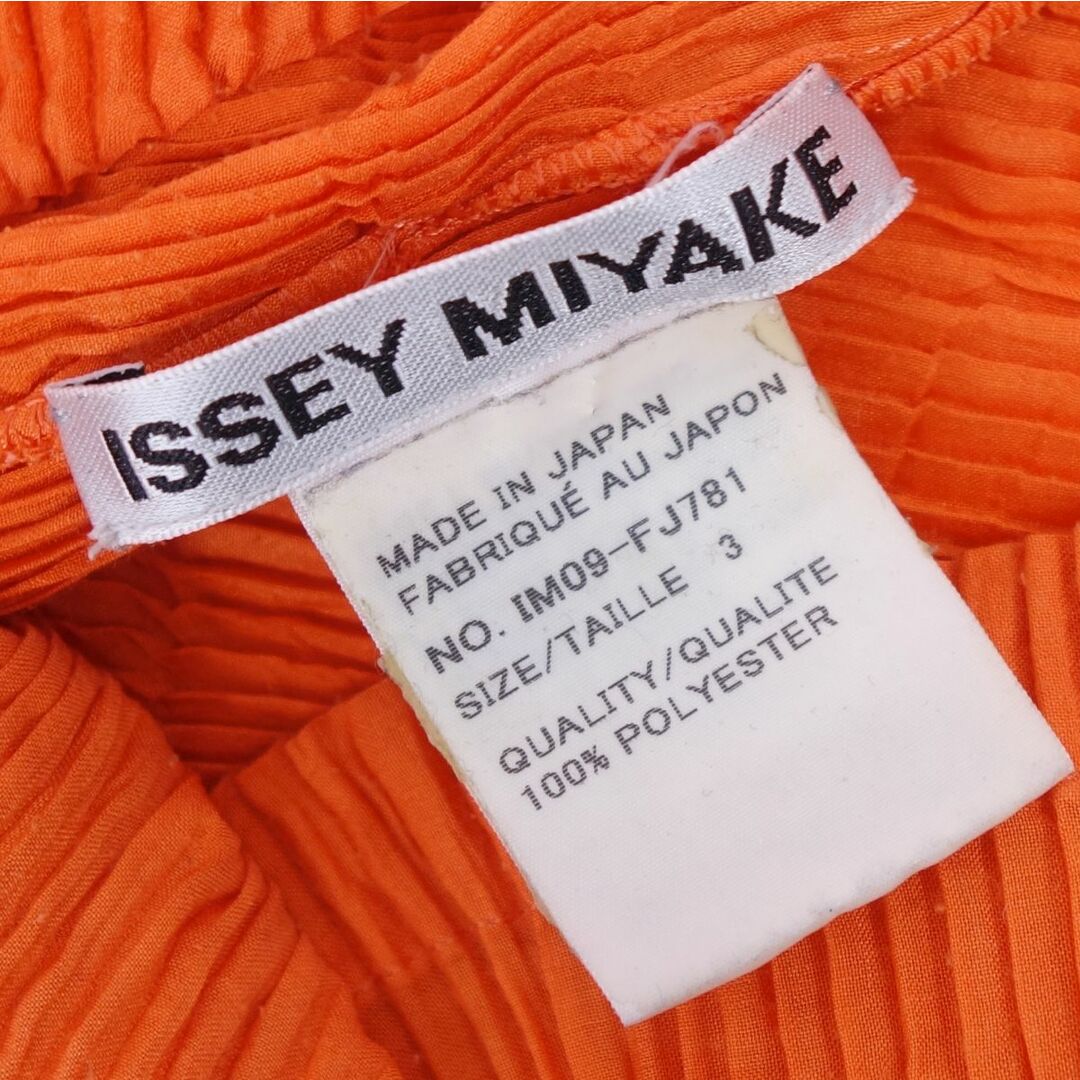 ISSEY MIYAKE
MADE IN JAPAN
FABRIQUÉ AU JAPON
NO. IM09-FJ781
SIZE/TAILLE 3
QUALITY/QUALITE
100% POLYESTER